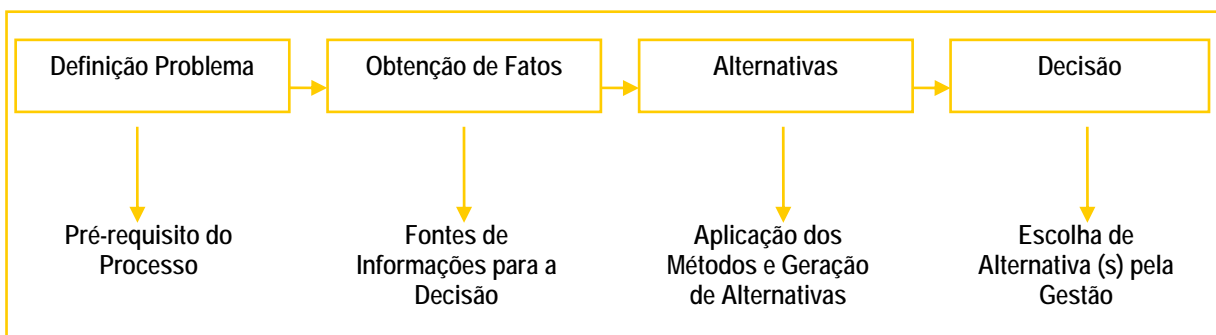 Definição Problema
Obtenção de Fatos
Alternativas
Decisão
Pré-requisito do
Processo
Fontes de
Informações para a
Decisão
Aplicação dos
Métodos e Geração
de Alternativas
Escolha de
Alternativa (s) pela
Gestão